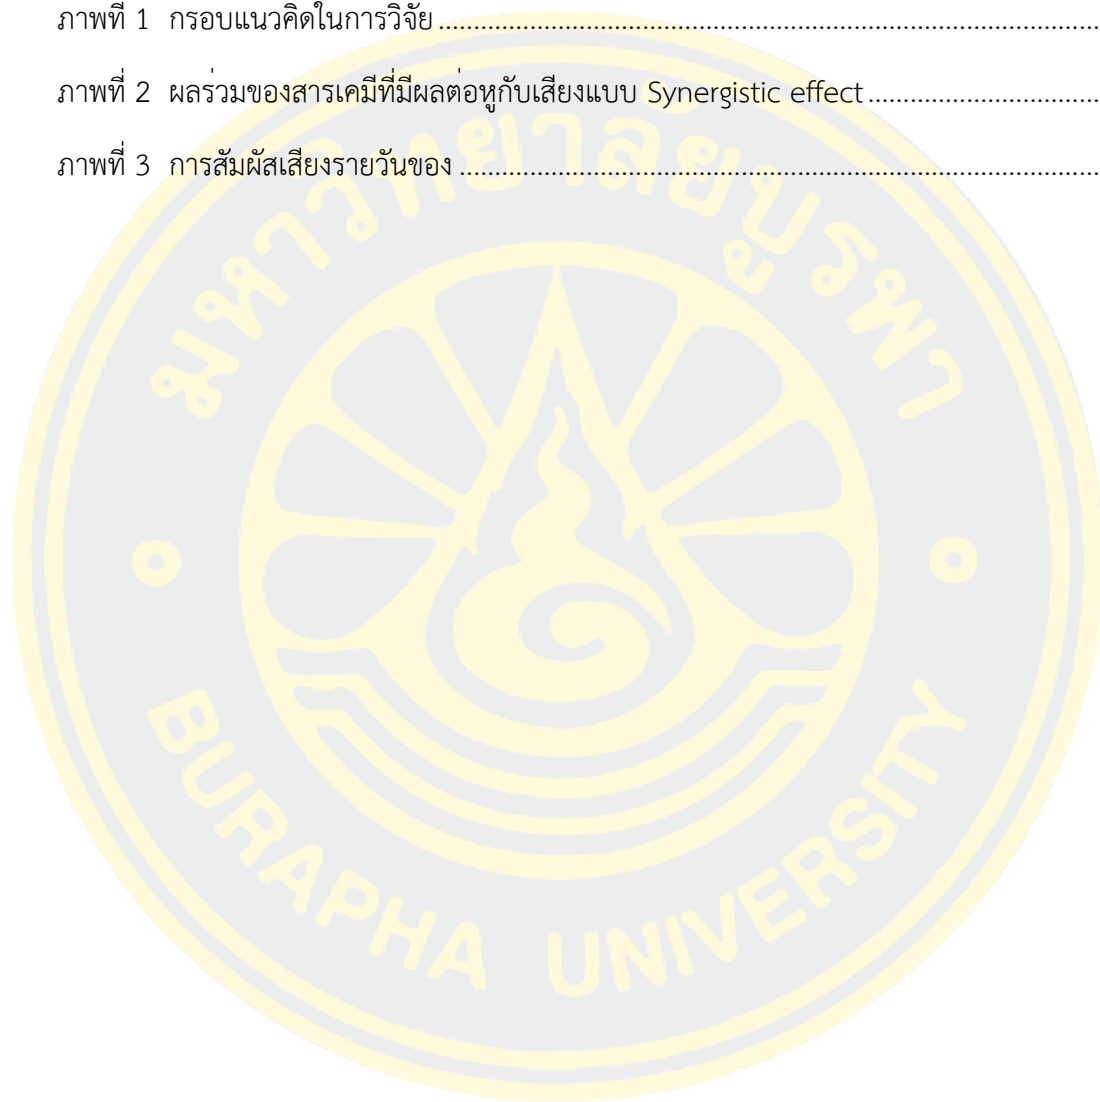 ภาพที่ 1 กรอบแนวคิดในการวิจัย................................................................................................
ภาพที่ 2 ผลร่วมของสารเคมีที่มีผลต่อหูกับเสียงแบบ Synergistic effect.................................
ภาพที่ 3 การสัมผัสเสียงรายวันของ ............................................................................................
มหาวิทยาลัยบูรพา
BURAPHA UNIVERSITY